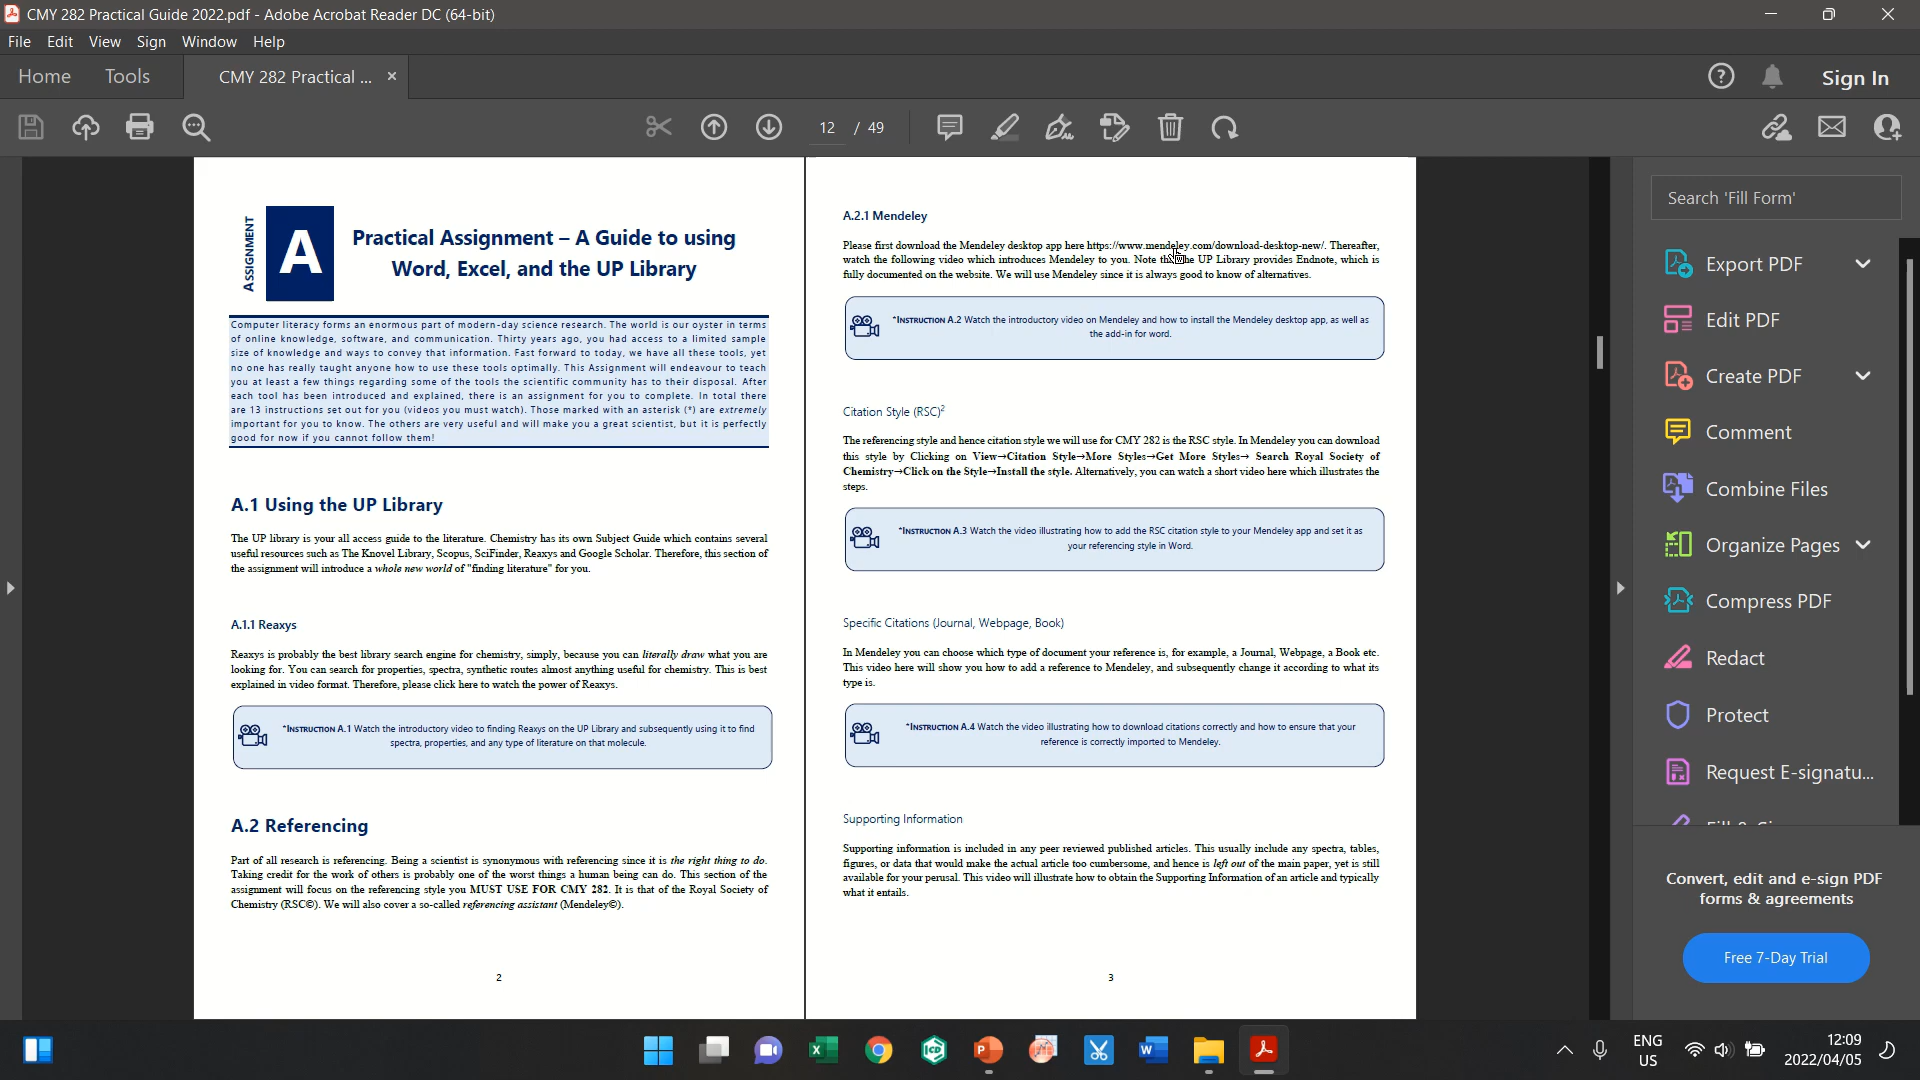 CMY 282 Practical Guide 2022.pdf - Adobe Acrobat Reader DC (64-bit)
File Edit View Sign Window Help
Home Tools CMY 282 Practical ... ×
Sign In
12 / 49
ASSIGNMENT
A
Practical Assignment – A Guide to using
Word, Excel, and the UP Library
Computer literacy forms an enormous part of modern-day science research. The world is our oyster in terms
of online knowledge, software, and communication. Thirty years ago, you had access to a limited sample
size of knowledge and ways to convey that information. Fast forward to today, we have all these tools, yet
no one has really taught anyone how to use these tools optimally. This Assignment will endeavour to teach
you at least a few things regarding some of the tools the scientific community has to their disposal. After
each tool has been introduced and explained, there is an assignment for you to complete. In total there
are 13 instructions set out for you (videos you must watch). Those marked with an asterisk (*) are extremely
important for you to know. The others are very useful and will make you a great scientist, but it is perfectly
good for now if you cannot follow them!
A.1 Using the UP Library
The UP library is your all access guide to the literature. Chemistry has its own Subject Guide which contains several
useful resources such as The Knovel Library, Scopus, SciFinder, Reaxys and Google Scholar. Therefore, this section of
the assignment will introduce a whole new world of "finding literature" for you.
A.1.1 Reaxys
Reaxys is probably the best library search engine for chemistry, simply, because you can literally draw what you are
looking for. You can search for properties, spectra, synthetic routes almost anything useful for chemistry. This is best
explained in video format. Therefore, please click here to watch the power of Reaxys.
*INSTRUCTION A.1 Watch the introductory video to finding Reaxys on the UP Library and subsequently using it to find
spectra, properties, and any type of literature on that molecule.
A.2 Referencing
Part of all research is referencing. Being a scientist is synonymous with referencing since it is the right thing to do.
Taking credit for the work of others is probably one of the worst things a human being can do. This section of the
assignment will focus on the referencing style you MUST USE FOR CMY 282. It is that of the Royal Society of
Chemistry (RSC©). We will also cover a so-called referencing assistant (Mendeley©).
2
A.2.1 Mendeley
Please first download the Mendeley desktop app here https://www.mendeley.com/download-desktop-new/. Thereafter,
watch the following video which introduces Mendeley to you. Note the UP Library provides Endnote, which is
fully documented on the website. We will use Mendeley since it is always good to know of alternatives.
*INSTRUCTION A.2 Watch the introductory video on Mendeley and how to install the Mendeley desktop app, as well as
the add-in for word.
Citation Style (RSC)2
The referencing style and hence citation style we will use for CMY 282 is the RSC style. In Mendeley you can download
this style by Clicking on View→Citation Style→More Styles→Get More Styles→ Search Royal Society of
Chemistry→Click on the Style→Install the style. Alternatively, you can watch a short video here which illustrates the
steps.
*INSTRUCTION A.3 Watch the video illustrating how to add the RSC citation style to your Mendeley app and set it as
your referencing style in Word.
Specific Citations (Journal, Webpage, Book)
In Mendeley you can choose which type of document your reference is, for example, a Journal, Webpage, a Book etc.
This video here will show you how to add a reference to Mendeley, and subsequently change it according to what its
type is.
*INSTRUCTION A.4 Watch the video illustrating how to download citations correctly and how to ensure that your
reference is correctly imported to Mendeley.
Supporting Information
Supporting information is included in any peer reviewed published articles. This usually include any spectra, tables,
figures, or data that would make the actual article too cumbersome, and hence is left out of the main paper, yet is still
available for your perusal. This video will illustrate how to obtain the Supporting Information of an article and typically
what it entails.
3
Search 'Fill Form'
Export PDF
Edit PDF
Create PDF
Comment
Combine Files
Organize Pages
Compress PDF
Redact
Protect
Request E-signatu...
Convert, edit and e-sign PDF
forms & agreements
Free 7-Day Trial
ENG
US
12:09
2022/04/05